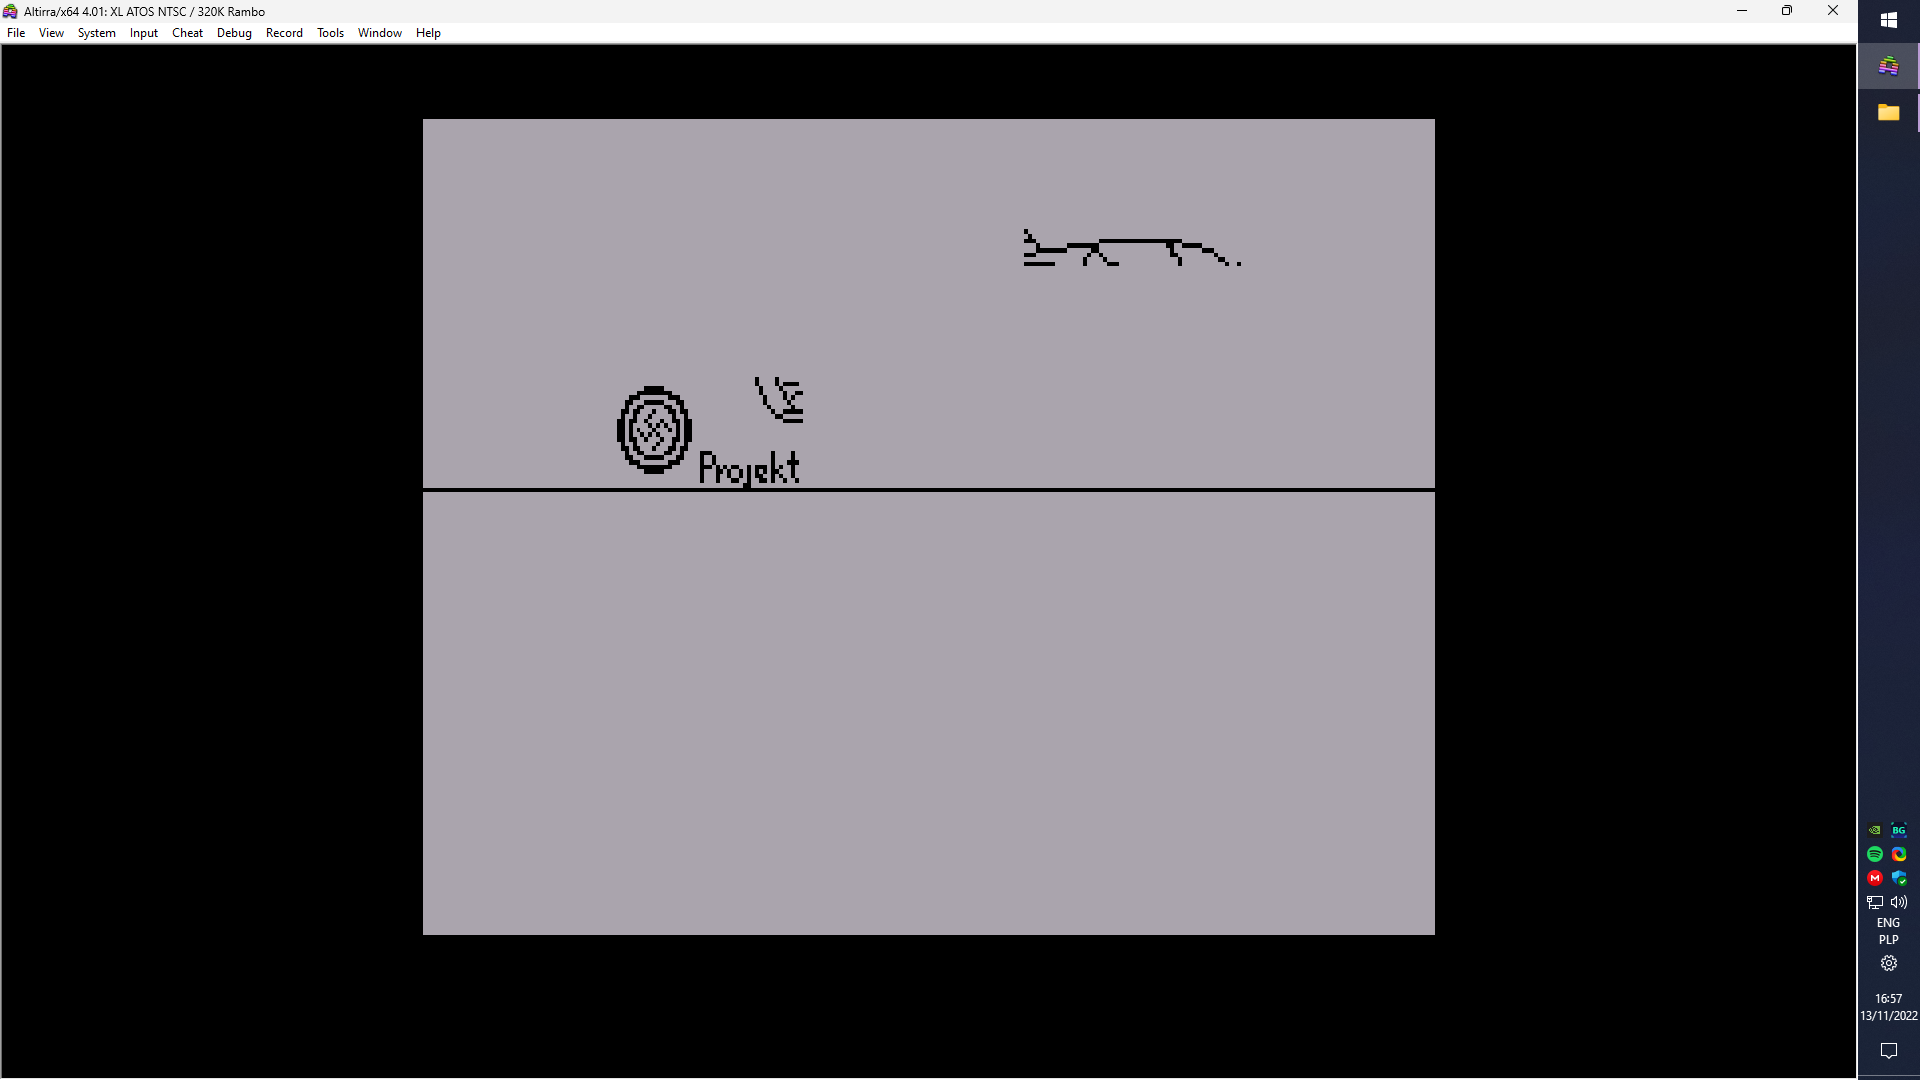 Altirra/x64 4.01: XL ATOS NTSC / 320K Rambo
File View System Input Cheat Debug Record Tools Window Help
Projekt
BG
M
ENG
PLP
16:57
13/11/2022